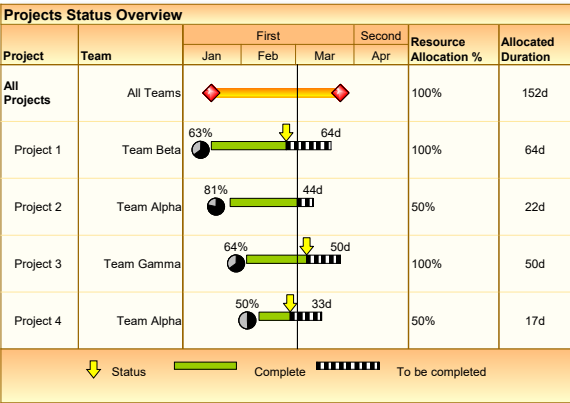 Projects Status Overview
First Second
Project Team Jan Feb Mar Apr Resource Allocation % Allocated Duration
All Projects All Teams 100% 152d
63% 64d
Project 1 Team Beta 100% 64d
81% 44d
Project 2 Team Alpha 50% 22d
64% 50d
Project 3 Team Gamma 100% 50d
50% 33d
Project 4 Team Alpha 50% 17d
Status Complete To be completed